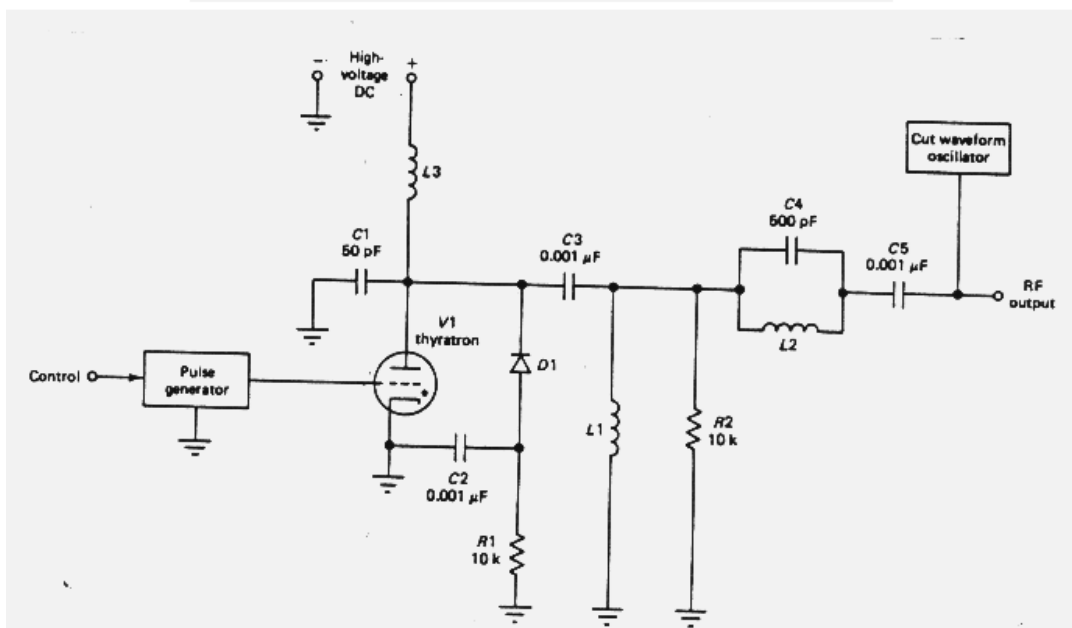 High-
voltage
DC
−
+
L3
Cut waveform
oscillator
C4
500 pF
C1
50 pF
C3
0.001 μF
C5
0.001 μF
RF
output
L2
V1
thyratron
Control
Pulse
generator
D1
L1
R2
10 k
C2
0.001 μF
R1
10 k